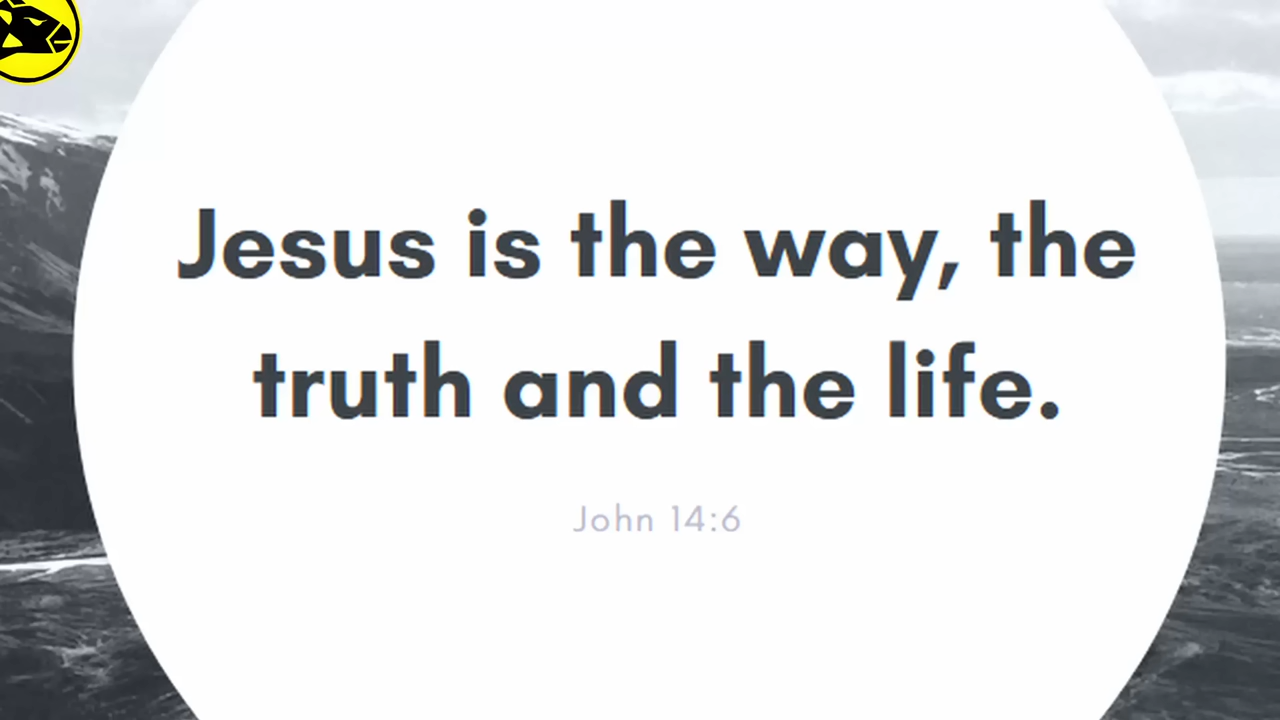 Jesus is the way, the
truth and the life.
John 14:6